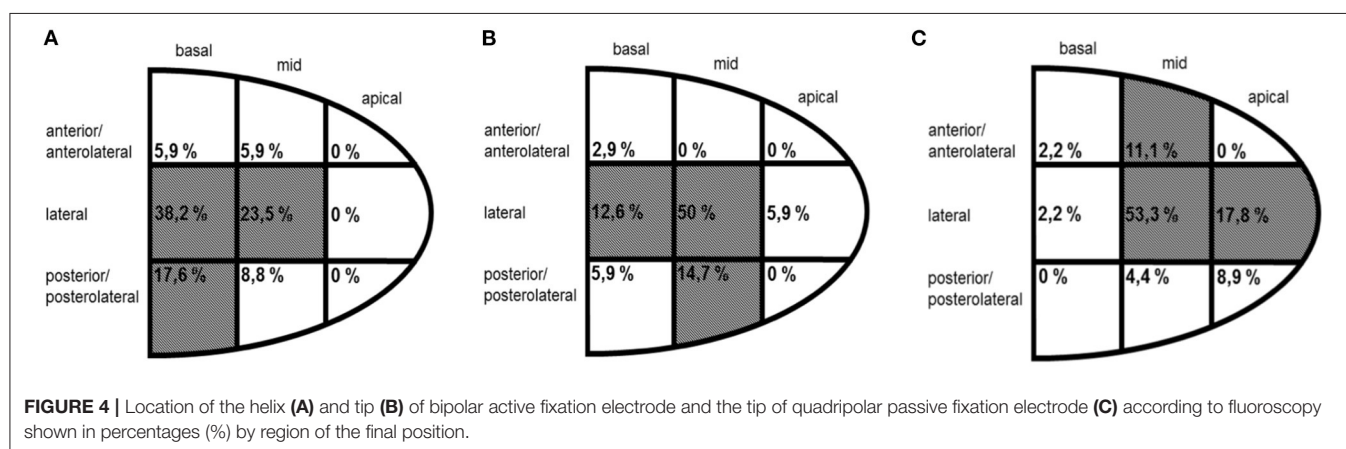 A
basal
mid
apical
anterior/
anterolateral
5,9 % 5,9 % 0 %
lateral
38,2 % 23,5 % 0 %
posterior/
posterolateral
17,6 % 8,8 % 0 %
B
basal
mid
apical
anterior/
anterolateral
2,9 % 0 % 0 %
lateral
12,6 % 50 % 5,9 %
posterior/
posterolateral
5,9 % 14,7 % 0 %
C
basal
mid
apical
anterior/
anterolateral
2,2 % 11,1 % 0 %
lateral
2,2 % 53,3 % 17,8 %
posterior/
posterolateral
0 % 4,4 % 8,9 %
FIGURE 4 | Location of the helix (A) and tip (B) of bipolar active fixation electrode and the tip of quadripolar passive fixation electrode (C) according to fluoroscopy
shown in percentages (%) by region of the final position.